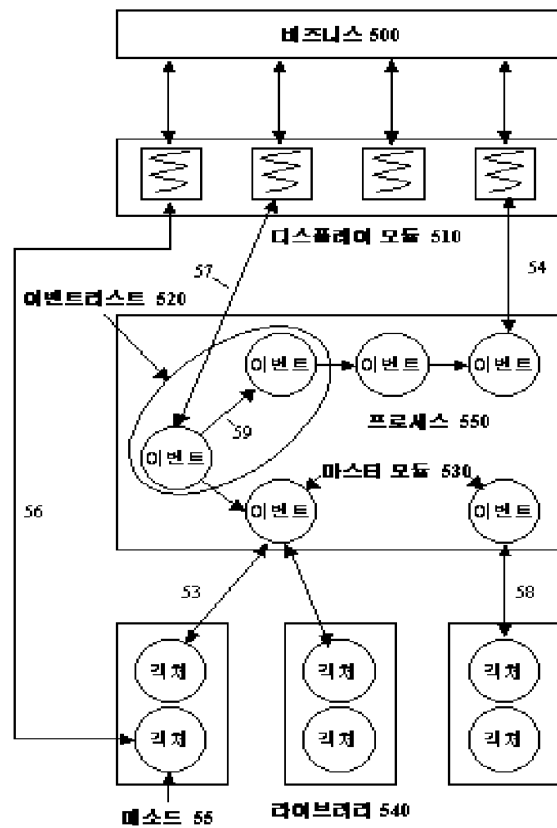 비즈니스 500
디스플레이 모듈 510
57
54
이벤트리스트 520
이벤트
이벤트
이벤트
59
프로세스 550
이벤트
마스터 모듈 530
56
이벤트
이벤트
53
58
객체
객체
객체
객체
객체
객체
메소드 55
라이브러리 540